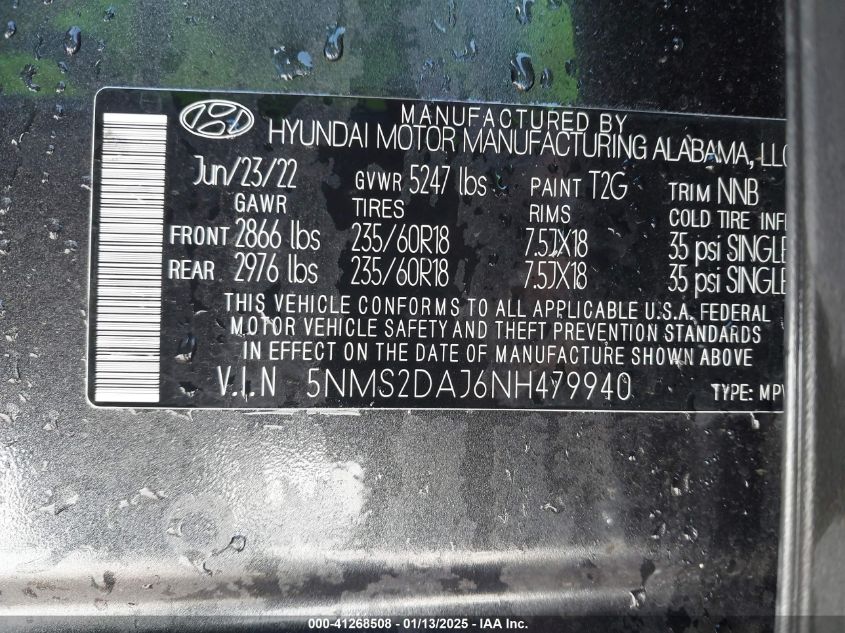 MANUFACTURED BY
HYUNDAI MOTOR MANUFACTURING ALABAMA, LLC
Jun/23/22 GVWR 5247 lbs PAINT T2G TRIM NNB
GAWR TIRES RIMS COLD TIRE INF
FRONT 2866 lbs 235/60R18 7.5JX18 35 psi SINGLE
REAR 2976 lbs 235/60R18 7.5JX18 35 psi SINGLE
THIS VEHICLE CONFORMS TO ALL APPLICABLE U.S.A. FEDERAL
MOTOR VEHICLE SAFETY AND THEFT PREVENTION STANDARDS
IN EFFECT ON THE DATE OF MANUFACTURE SHOWN ABOVE
V.I.N 5NMS2DAJ6NH479940 TYPE: MPV
000-41268508 - 01/13/2025 - IAA Inc.